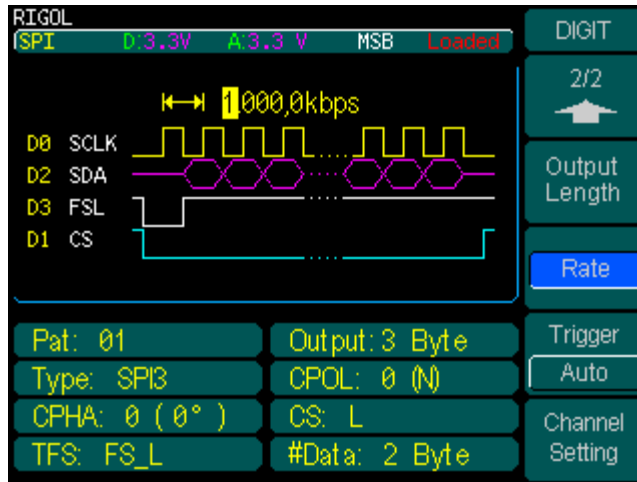 RIGOL
SPI D:3.3V A:3.3 V MSB Loaded
DIGIT
2/2
1.000,0kbps
D0 SCLK
D2 SDA
D3 FSL
D1 CS
Output
Length
Rate
Trigger
Auto
Channel
Setting
Pat: 01
Output: 3 Byte
Type: SPI3
CPOL: 0 (N)
CPHA: 0 ( 0° )
CS: L
TFS: FS_L
#Data: 2 Byte